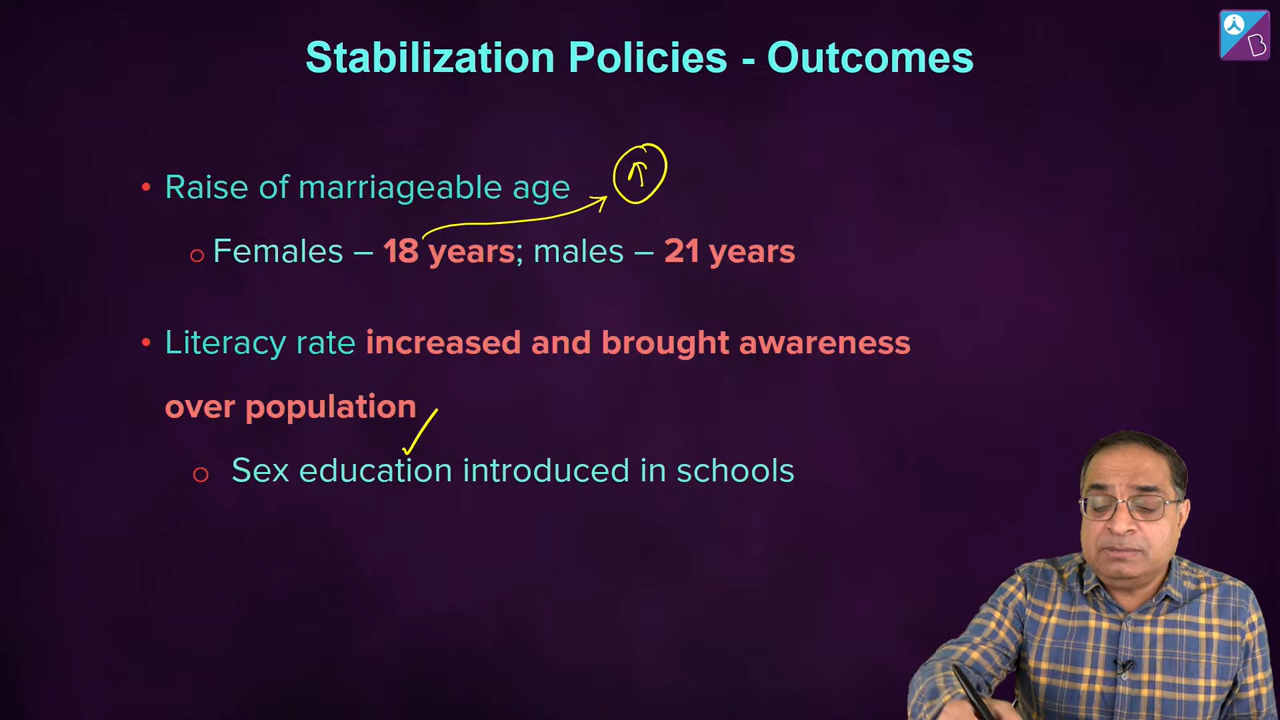 Stabilization Policies - Outcomes
• Raise of marriageable age
o Females – 18 years; males – 21 years
• Literacy rate increased and brought awareness
over population
o Sex education introduced in schools
B